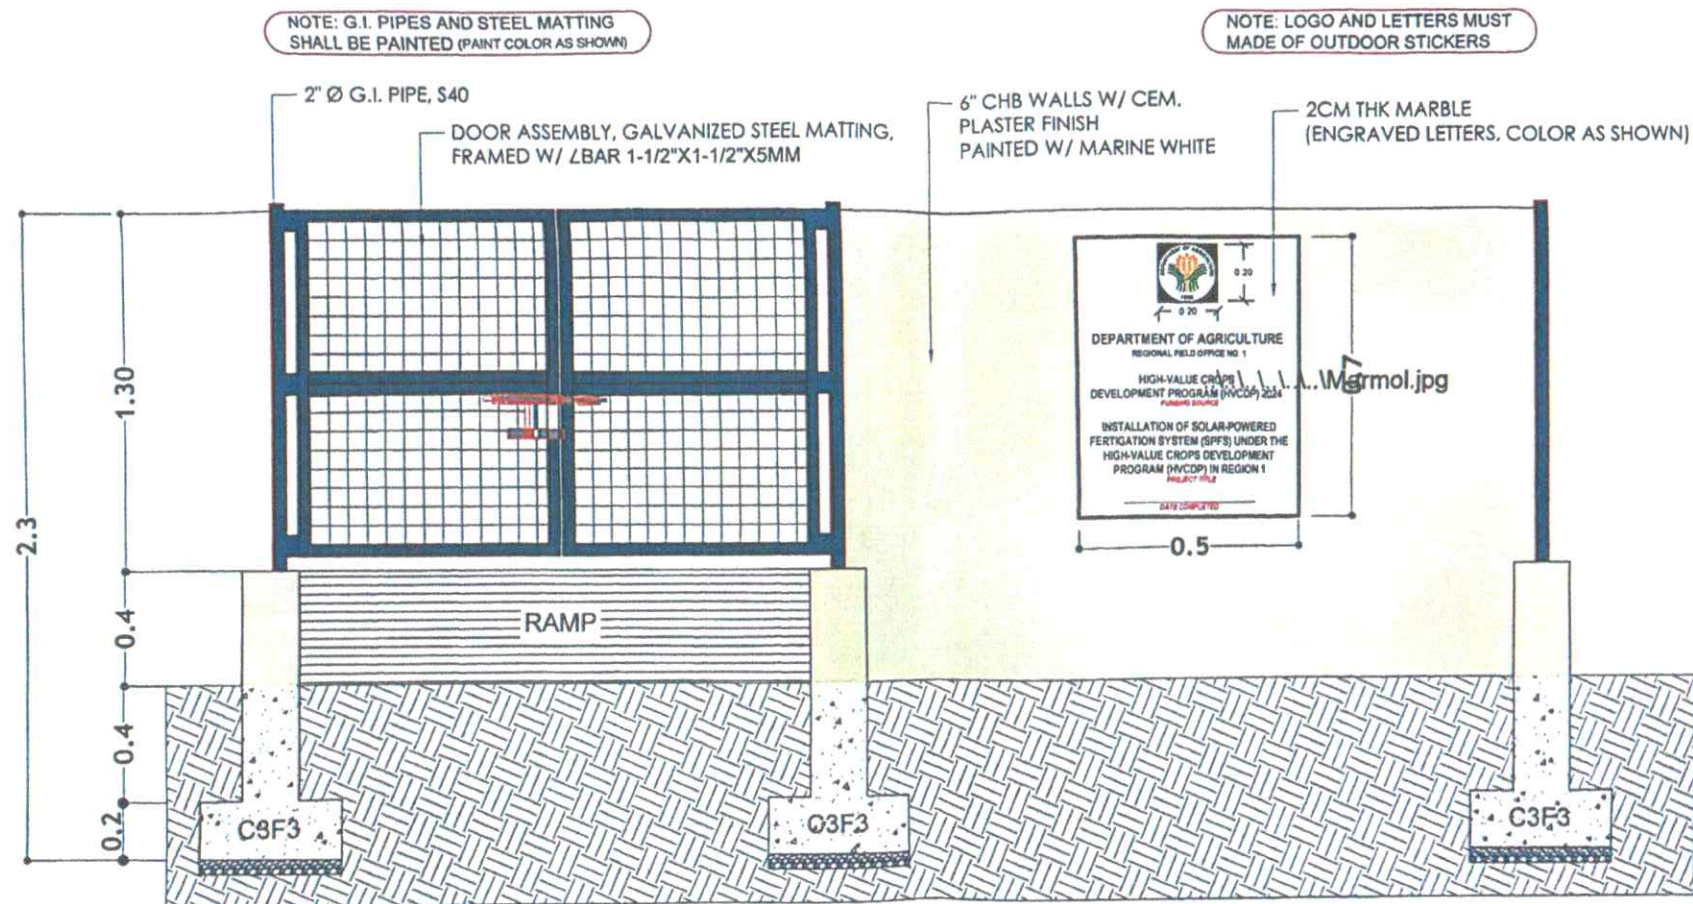 NOTE: G.I. PIPES AND STEEL MATTING
SHALL BE PAINTED (PAINT COLOR AS SHOWN)
NOTE: LOGO AND LETTERS MUST
MADE OF OUTDOOR STICKERS
2" Ø G.I. PIPE, S40
DOOR ASSEMBLY, GALVANIZED STEEL MATTING,
FRAMED W/ ∠BAR 1-1/2"X1-1/2"X5MM
6" CHB WALLS W/ CEM.
PLASTER FINISH
PAINTED W/ MARINE WHITE
2CM THK MARBLE
(ENGRAVED LETTERS, COLOR AS SHOWN)
2.3
1.30
0.4
0.4
0.2
DEPARTMENT OF AGRICULTURE
0.20
0.20
DEPARTMENT OF AGRICULTURE
REGIONAL FIELD OFFICE NO. 1
HIGH-VALUE CROPS
DEVELOPMENT PROGRAM (HVCDP) 2024
FUNDING SOURCE
INSTALLATION OF SOLAR-POWERED
FERTIGATION SYSTEM (SPFS) UNDER THE
HIGH-VALUE CROPS DEVELOPMENT
PROGRAM (HVCDP) IN REGION 1
PROJECT TITLE
DATE COMPLETED
0.5
RAMP
C3F3
C3F3
C3F3